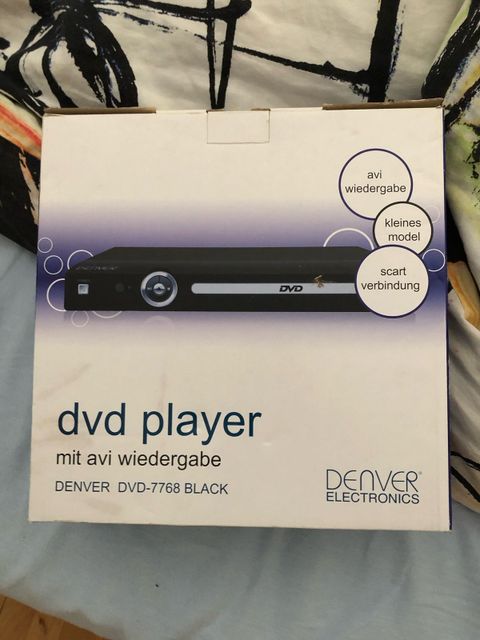 avi
wiedergabe
kleines
model
scart
verbindung
DENVER
DVD
dvd player
mit avi wiedergabe
DENVER DVD-7768 BLACK
DENVER®
ELECTRONICS